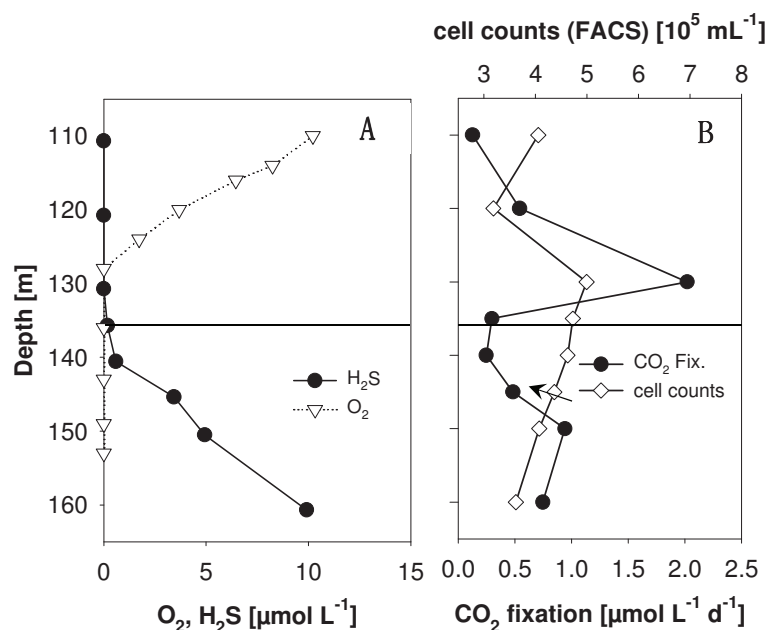 cell counts (FACS) [10⁵ mL⁻¹]
3 4 5 6 7 8
A
B
110
120
130
140
150
160
Depth [m]
H₂S
O₂
CO₂ Fix.
cell counts
0 5 10 15
0.0 0.5 1.0 1.5 2.0 2.5
O₂, H₂S [µmol L⁻¹]
CO₂ fixation [µmol L⁻¹ d⁻¹]